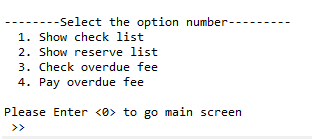 --------Select the option number---------
1. Show check list
2. Show reserve list
3. Check overdue fee
4. Pay overdue fee
Please Enter <0> to go main screen
>>